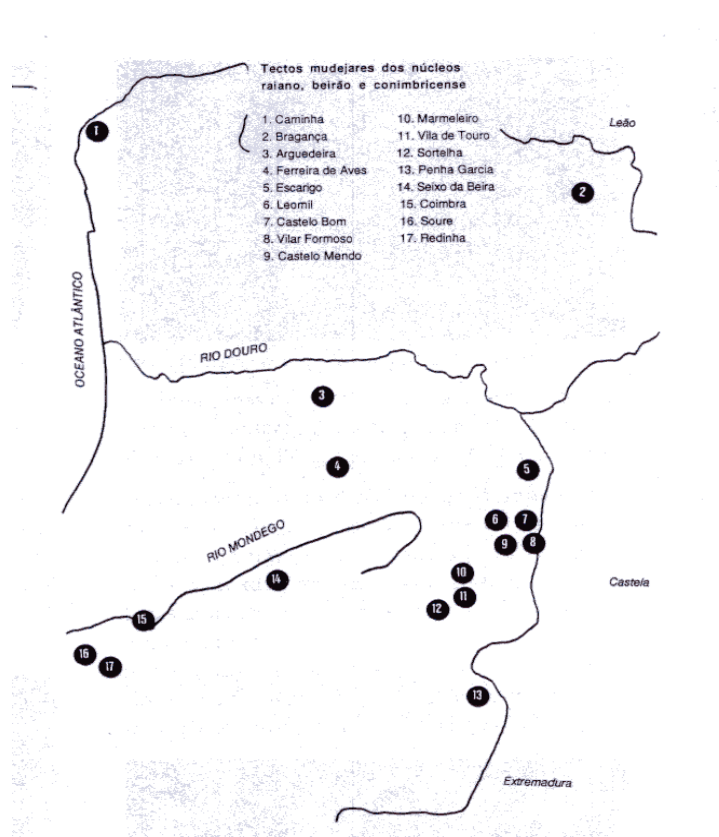 Tectos mudejares dos núcleos
raiano, beirão e conimbricense
1. Caminha
2. Bragança
3. Arguedeira
4. Ferreira de Aves
5. Escarigo
6. Leomil
7. Castelo Bom
8. Vilar Formoso
9. Castelo Mendo
10. Marmeleiro
11. Vila de Touro
12. Sortelha
13. Penha Garcia
14. Seixo da Beira
15. Coimbra
16. Soure
17. Redinha
Leão
1
2
OCEANO ATLÂNTICO
RIO DOURO
3
4
5
6
7
RIO MONDEGO
9
8
10
14
Castela
11
12
15
16
17
13
Extremadura